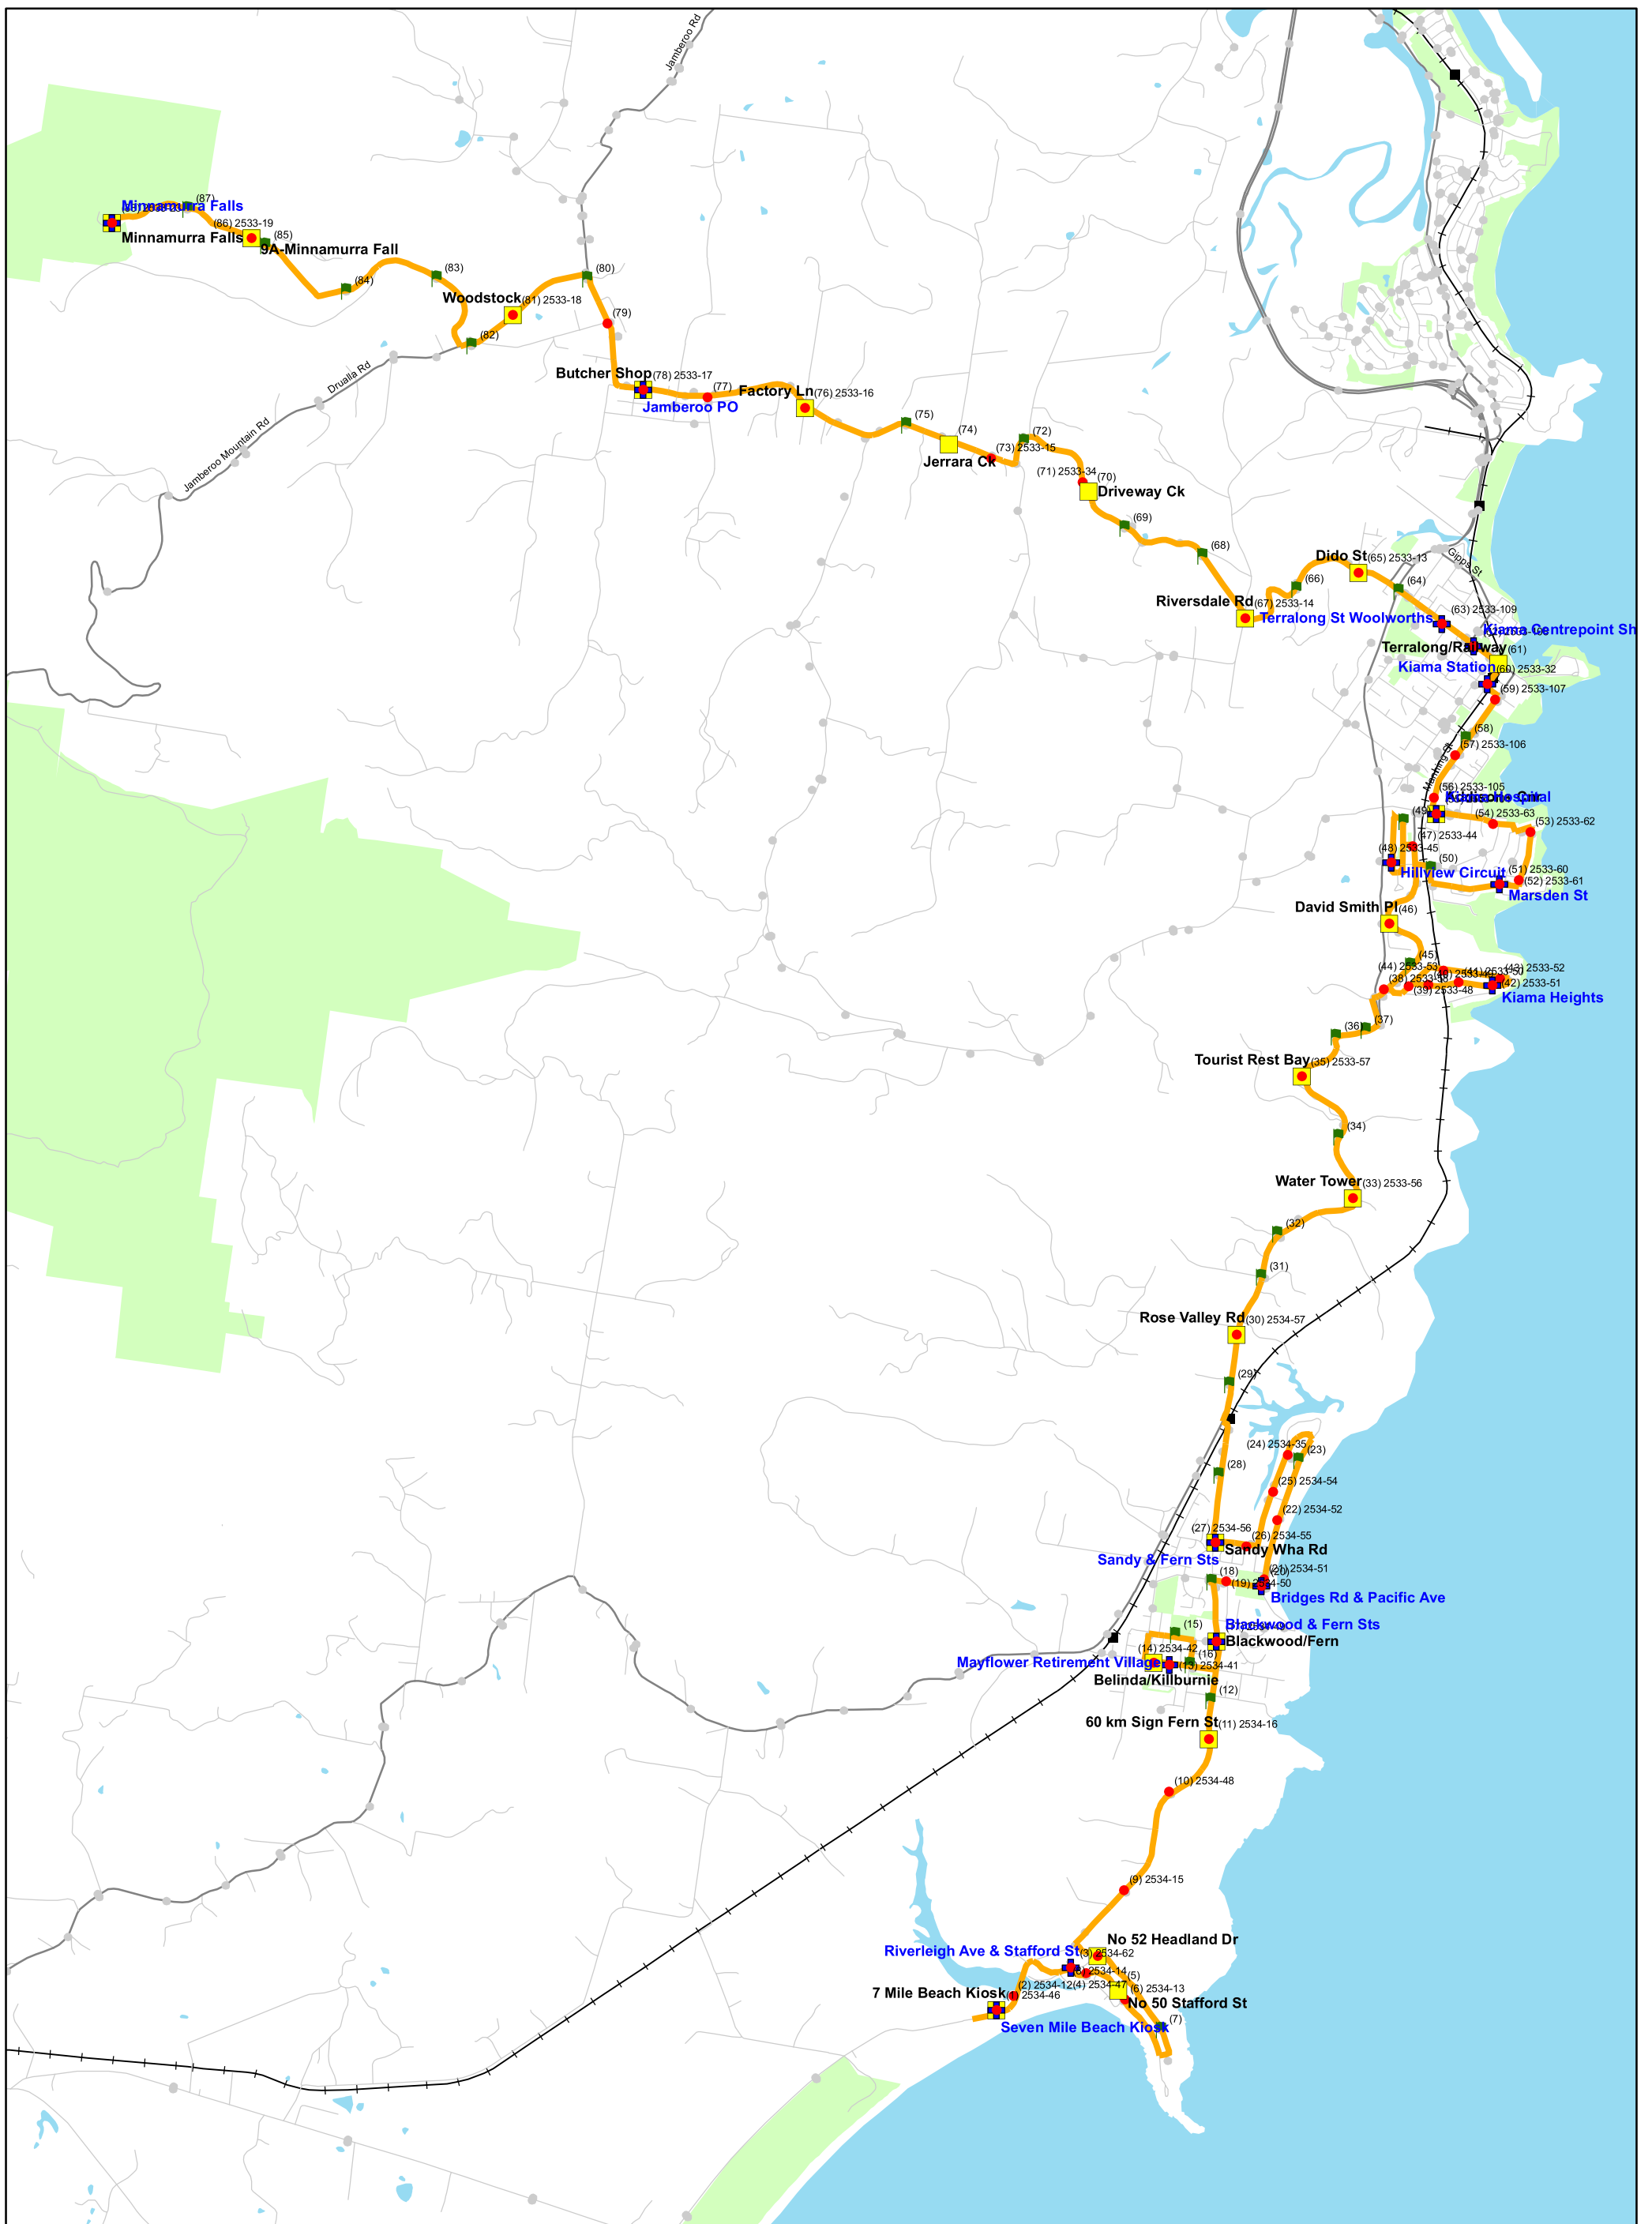 Jamberoo Rd
Minnamurra Falls
(87)
(86) 2533-19
Minnamurra Falls
(85)
9A-Minnamurra Fall
(84)
(83)
(80)
Woodstock
(81) 2533-18
(79)
(82)
Drualla Rd
Jamberoo Mountain Rd
Butcher Shop
(78) 2533-17
Jamberoo PO
(77)
Factory Ln
(76) 2533-16
(75)
(74)
Jerrara Ck
(73) 2533-15
(72)
(71) 2533-34
(70)
Driveway Ck
(69)
(68)
Gipps St
Dido St
(65) 2533-13
(66)
(64)
Riversdale Rd
(67) 2533-14
(63) 2533-109
Terralong St Woolworths
Kiama Centrepoint Sh
Terralong/Railway
(61)
Kiama Station
(60) 2533-32
(59) 2533-107
(58)
(57) 2533-106
Manning St
(56) 2533-105
(54) 2533-63
(53) 2533-62
(49)
(47) 2533-44
(48) 2533-45
(50)
Hillview Circuit
(51) 2533-60
(52) 2533-61
Marsden St
David Smith Pl
(46)
(45)
(44) 2533-53
(43) 2533-52
(42) 2533-51
(39) 2533-48
Kiama Heights
(37)
(36)
Tourist Rest Bay
(35) 2533-57
(34)
Water Tower
(33) 2533-56
(32)
(31)
Rose Valley Rd
(30) 2534-57
(29)
(24) 2534-35
(23)
(28)
(25) 2534-54
(22) 2534-52
(27) 2534-56
(26) 2534-55
Sandy Wha Rd
Sandy & Fern Sts
(21) 2534-51
(18)
(19) 2534-50
Bridges Rd & Pacific Ave
Blackwood & Fern Sts
(15)
Blackwood/Fern
(14) 2534-42
(16)
Mayflower Retirement Village
(13) 2534-41
Belinda/Killburnie
(12)
60 km Sign Fern St
(11) 2534-16
(10) 2534-48
(9) 2534-15
No 52 Headland Dr
Riverleigh Ave & Stafford St
(3) 2534-62
(5)
(2) 2534-12
(4) 2534-47
(6) 2534-13
7 Mile Beach Kiosk
(1) 2534-46
No 50 Stafford St
Seven Mile Beach Kiosk
(7)